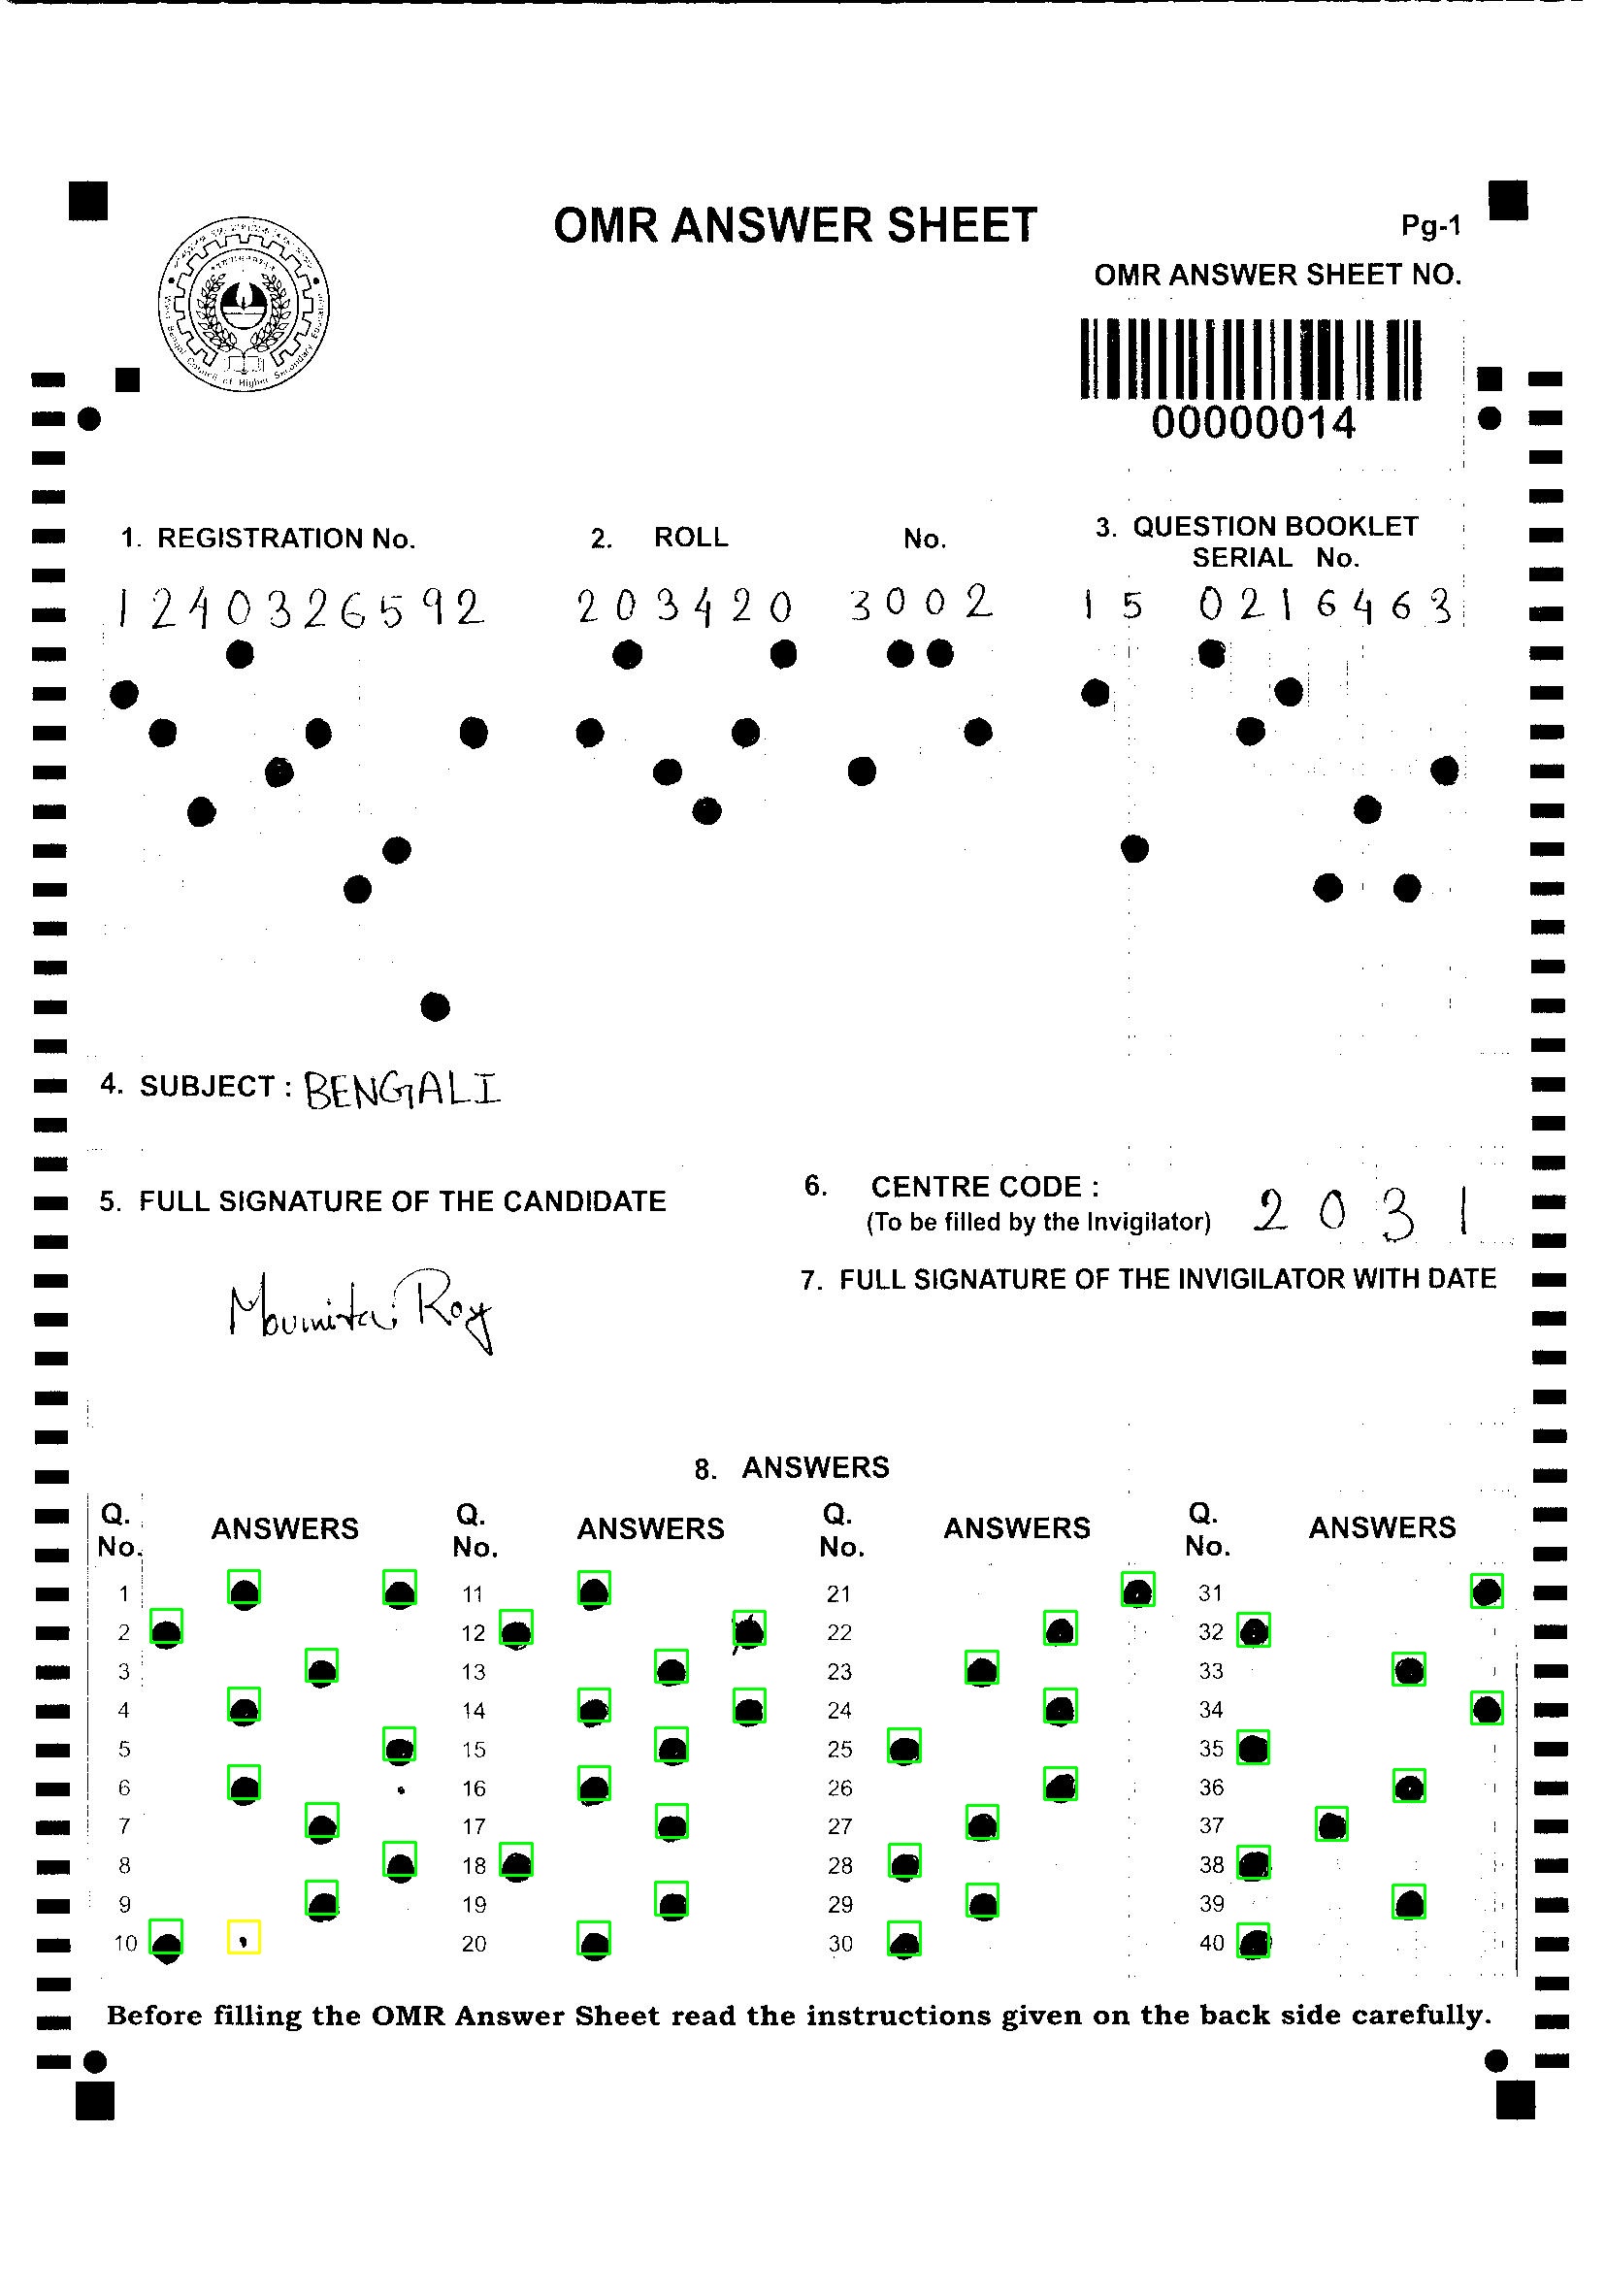 OMR ANSWER SHEET
Pg-1
OMR ANSWER SHEET NO.
00000014
West Bengal Council of Higher Secondary Education
1. REGISTRATION No.
2. ROLL No.
3. QUESTION BOOKLET
SERIAL No.
1240326592 203420 3002 15 0216463
4. SUBJECT : BENGALI
5. FULL SIGNATURE OF THE CANDIDATE
Moumita Roy
6. CENTRE CODE : 2031
(To be filled by the Invigilator)
7. FULL SIGNATURE OF THE INVIGILATOR WITH DATE
8. ANSWERS
Q. No. ANSWERS Q. No. ANSWERS Q. No. ANSWERS Q. No. ANSWERS
1 11 21 31
2 12 22 32
3 13 23 33
4 14 24 34
5 15 25 35
6 16 26 36
7 17 27 37
8 18 28 38
9 19 29 39
10 20 30 40
Before filling the OMR Answer Sheet read the instructions given on the back side carefully.